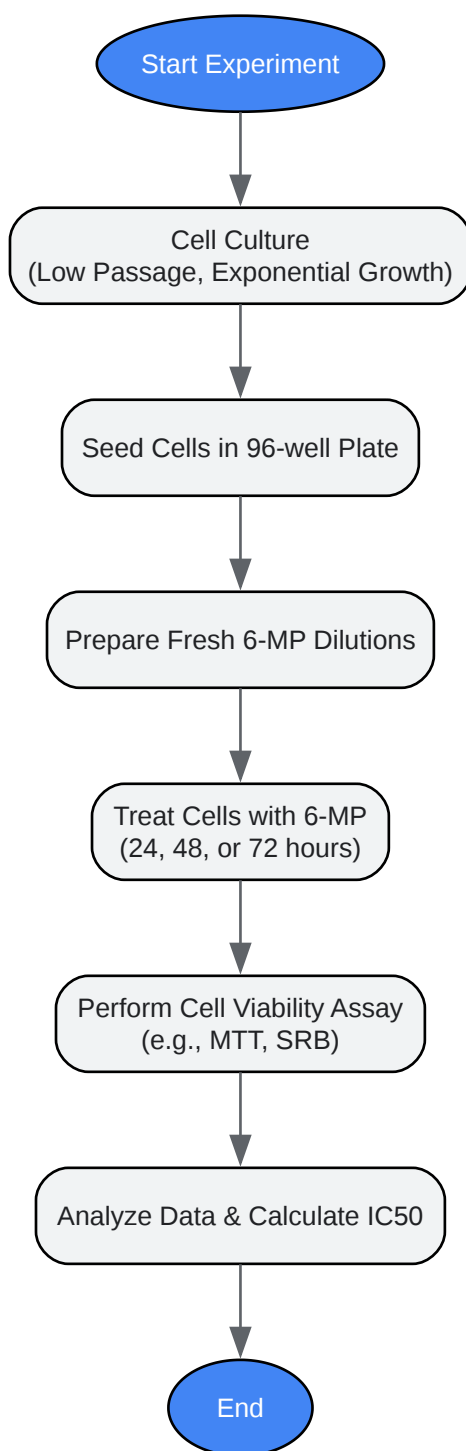 Start Experiment
Cell Culture
(Low Passage, Exponential Growth)
Seed Cells in 96-well Plate
Prepare Fresh 6-MP Dilutions
Treat Cells with 6-MP
(24, 48, or 72 hours)
Perform Cell Viability Assay
(e.g., MTT, SRB)
Analyze Data & Calculate IC50
End